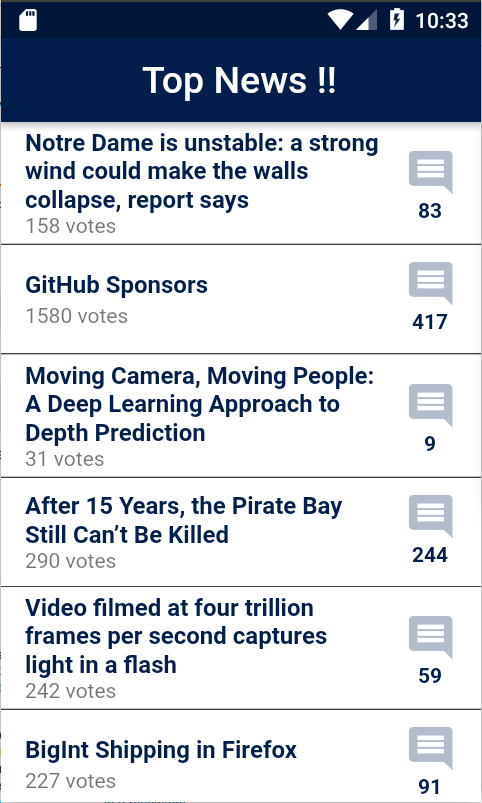 10:33
Top News !!
Notre Dame is unstable: a strong
wind could make the walls
collapse, report says
158 votes
83
GitHub Sponsors
1580 votes
417
Moving Camera, Moving People:
A Deep Learning Approach to
Depth Prediction
31 votes
9
After 15 Years, the Pirate Bay
Still Can’t Be Killed
290 votes
244
Video filmed at four trillion
frames per second captures
light in a flash
242 votes
59
BigInt Shipping in Firefox
227 votes
91